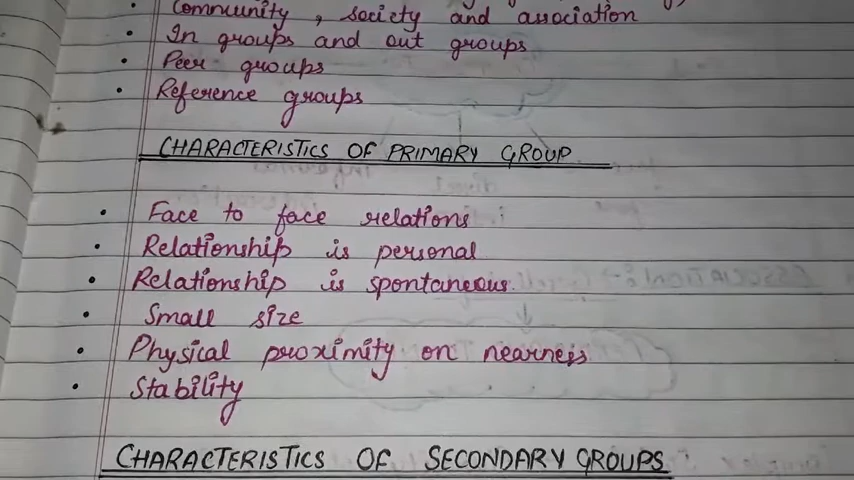 • Community, society and association
• In groups and out groups
• Peer groups
• Reference groups
CHARACTERISTICS OF PRIMARY GROUP
• Face to face relations
• Relationship is personal
• Relationship is spontaneous.
• Small size
• Physical proximity on nearness
• Stability
CHARACTERISTICS OF SECONDARY GROUPS